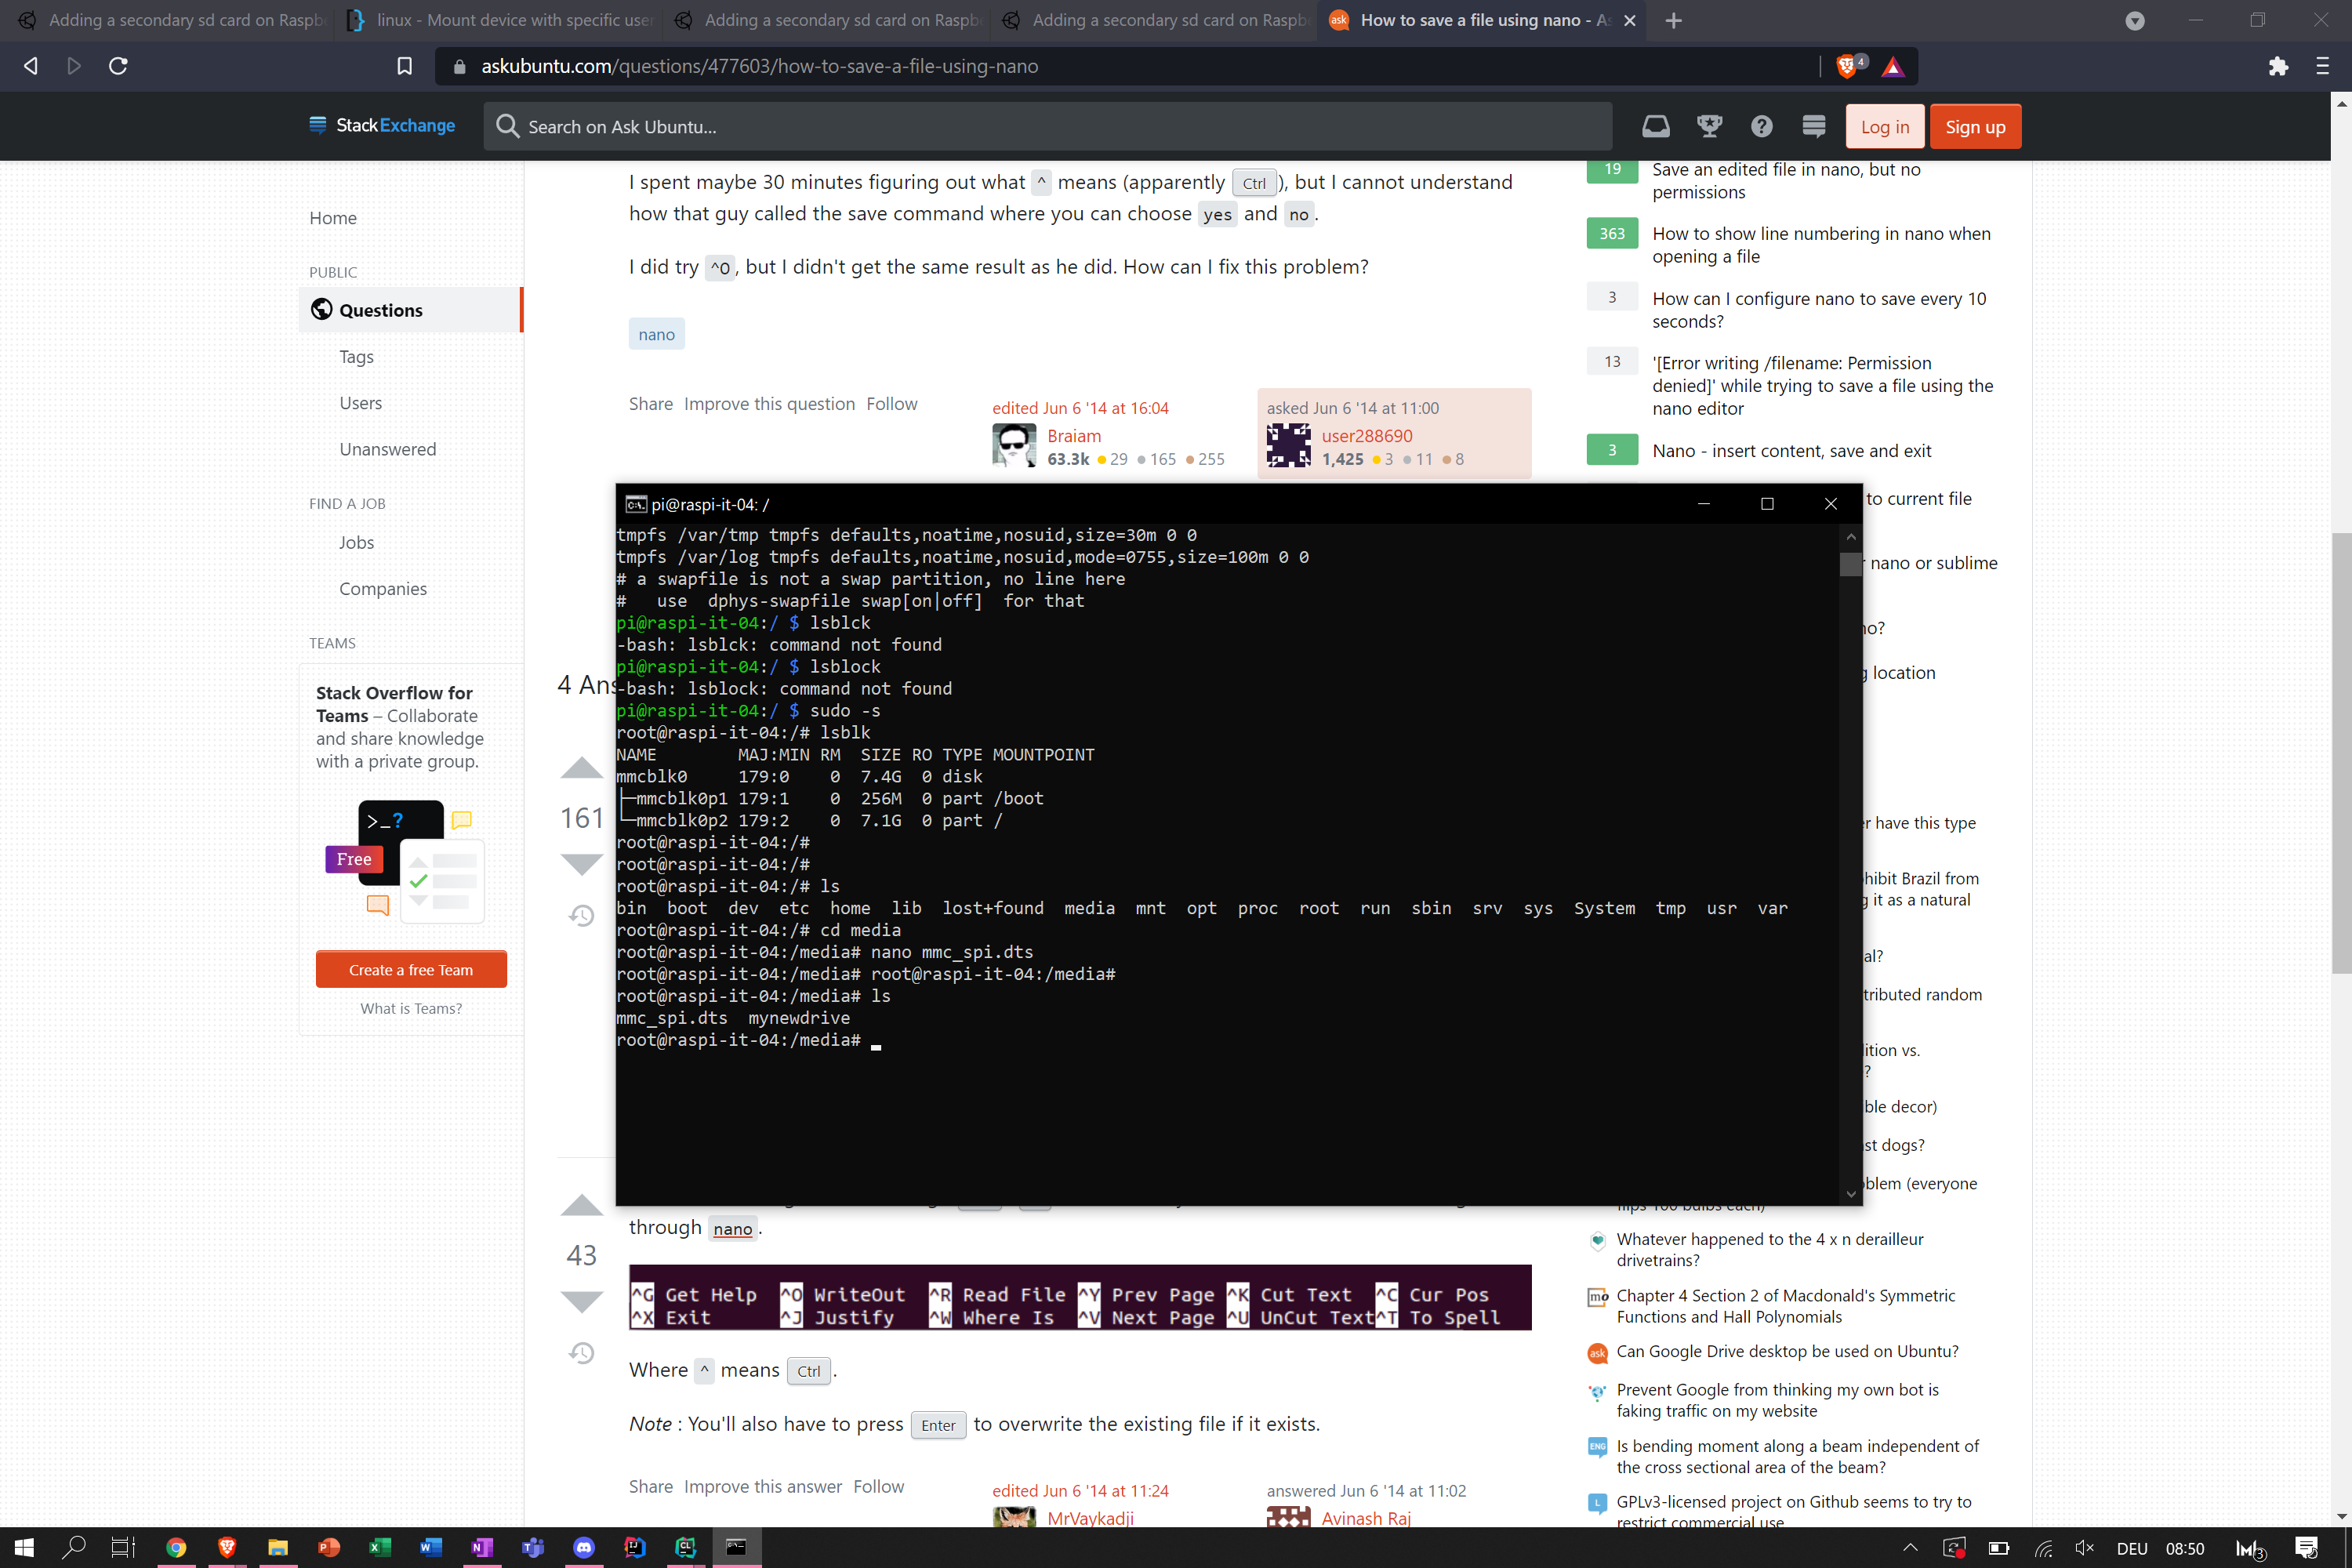 Adding a secondary sd card on Raspb
linux - Mount device with specific user
Adding a secondary sd card on Raspb
Adding a secondary sd card on Raspb
How to save a file using nano - As
askubuntu.com/questions/477603/how-to-save-a-file-using-nano
4
StackExchange
Search on Ask Ubuntu...
Log in
Sign up
Home
PUBLIC
Questions
Tags
Users
Unanswered
FIND A JOB
Jobs
Companies
TEAMS
Stack Overflow for
Teams – Collaborate
and share knowledge
with a private group.
>_?
Free
Create a free Team
What is Teams?
I spent maybe 30 minutes figuring out what ^ means (apparently Ctrl), but I cannot understand
how that guy called the save command where you can choose yes and no.
I did try ^O, but I didn't get the same result as he did. How can I fix this problem?
nano
Share Improve this question Follow
edited Jun 6 '14 at 16:04
Braiam
63.3k 29 165 255
asked Jun 6 '14 at 11:00
user288690
1,425 3 11 8
4 Ans
161
pi@raspi-it-04: /
tmpfs /var/tmp tmpfs defaults,noatime,nosuid,size=30m 0 0
tmpfs /var/log tmpfs defaults,noatime,nosuid,mode=0755,size=100m 0 0
# a swapfile is not a swap partition, no line here
#   use  dphys-swapfile swap[on|off]  for that
pi@raspi-it-04:/ $ lsblck
-bash: lsblck: command not found
pi@raspi-it-04:/ $ lsblock
-bash: lsblock: command not found
pi@raspi-it-04:/ $ sudo -s
root@raspi-it-04:/# lsblk
NAME        MAJ:MIN RM  SIZE RO TYPE MOUNTPOINT
mmcblk0     179:0    0  7.4G  0 disk
├─mmcblk0p1 179:1    0  256M  0 part /boot
└─mmcblk0p2 179:2    0  7.1G  0 part /
root@raspi-it-04:/#
root@raspi-it-04:/#
root@raspi-it-04:/# ls
bin  boot  dev  etc  home  lib  lost+found  media  mnt  opt  proc  root  run  sbin  srv  sys  System  tmp  usr  var
root@raspi-it-04:/# cd media
root@raspi-it-04:/media# nano mmc_spi.dts
root@raspi-it-04:/media# root@raspi-it-04:/media#
root@raspi-it-04:/media# ls
mmc_spi.dts  mynewdrive
root@raspi-it-04:/media#
43
through nano.
^G Get Help ^O WriteOut ^R Read File ^Y Prev Page ^K Cut Text ^C Cur Pos
^X Exit ^J Justify ^W Where Is ^V Next Page ^U UnCut Text ^T To Spell
Where ^ means Ctrl.
Note : You'll also have to press Enter to overwrite the existing file if it exists.
Share Improve this answer Follow
edited Jun 6 '14 at 11:24
MrVaykadji
answered Jun 6 '14 at 11:02
Avinash Raj
19 Save an edited file in nano, but no
permissions
363 How to show line numbering in nano when
opening a file
3 How can I configure nano to save every 10
seconds?
13 '[Error writing /filename: Permission
denied]' while trying to save a file using the
nano editor
3 Nano - insert content, save and exit
to current file
nano or sublime
no?
g location
er have this type
hibit Brazil from
g it as a natural
al?
tributed random
ition vs.
?
ble decor)
st dogs?
blem (everyone
flips 100 bulbs each)
Whatever happened to the 4 x n derailleur
drivetrains?
Chapter 4 Section 2 of Macdonald's Symmetric
Functions and Hall Polynomials
Can Google Drive desktop be used on Ubuntu?
Prevent Google from thinking my own bot is
faking traffic on my website
Is bending moment along a beam independent of
the cross sectional area of the beam?
GPLv3-licensed project on Github seems to try to
restrict commercial use
DEU 08:50